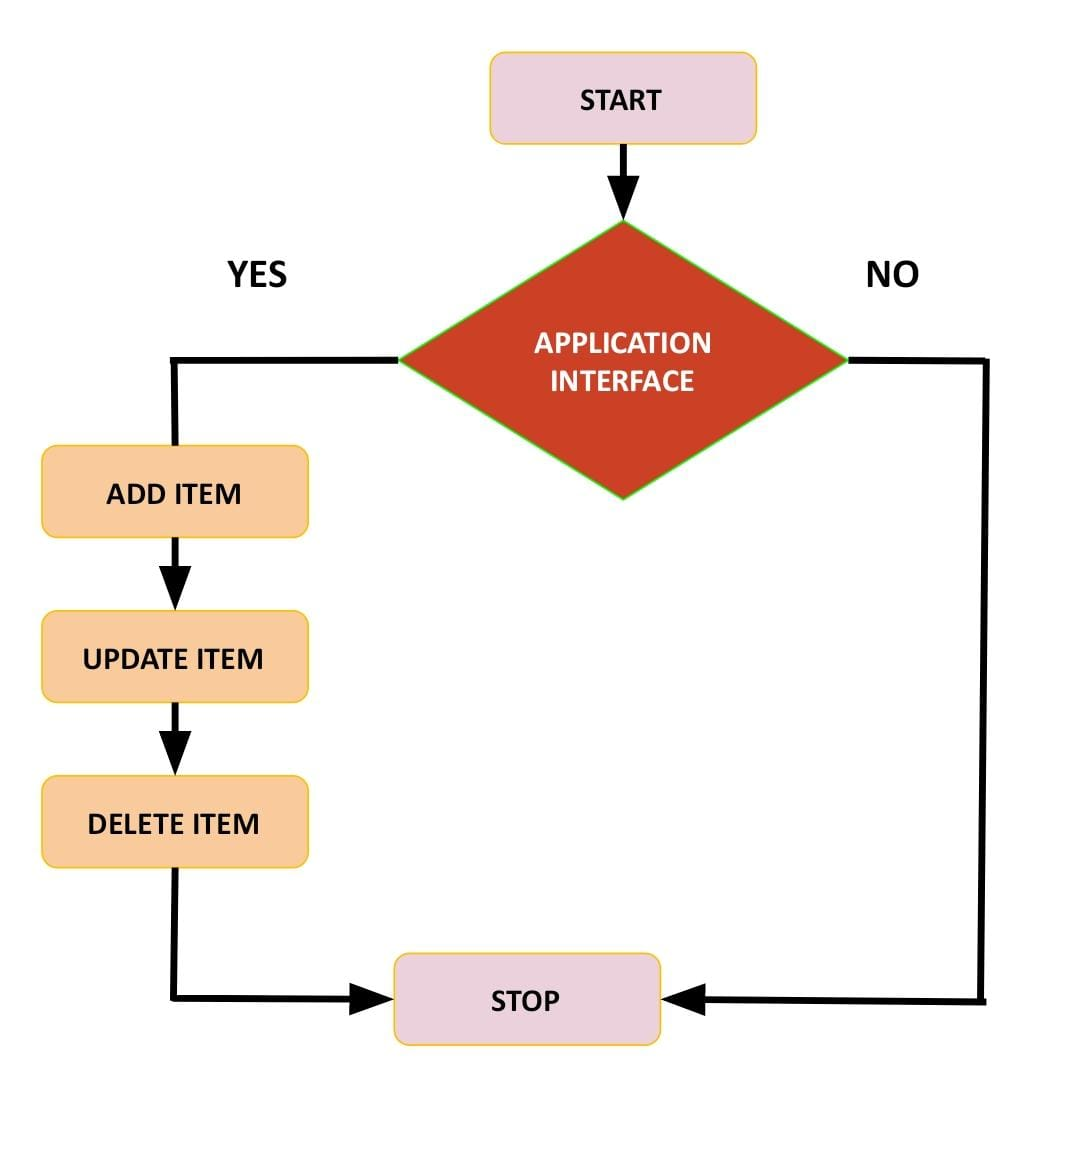 START
YES
NO
APPLICATION
INTERFACE
ADD ITEM
UPDATE ITEM
DELETE ITEM
STOP